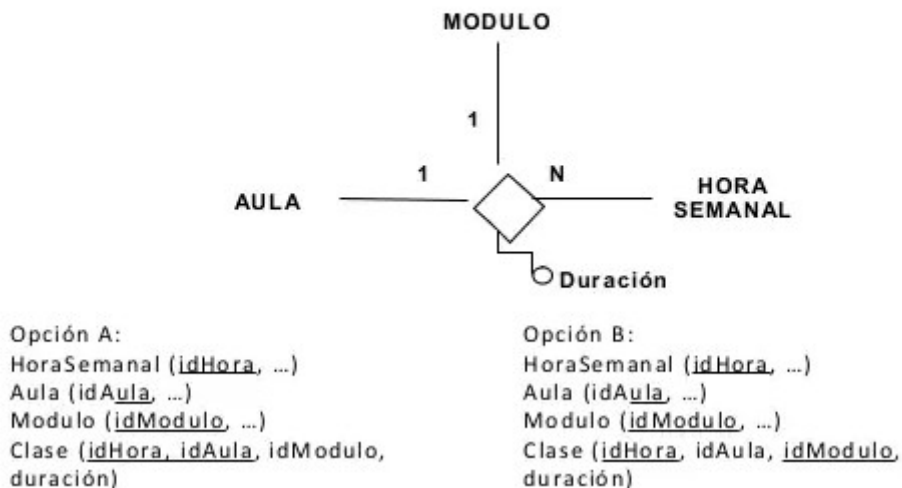 MODULO
1
1
N
AULA
HORA
SEMANAL
Duración
Opción A:
HoraSemanal (idHora, …)
Aula (idAula, …)
Modulo (idModulo, …)
Clase (idHora, idAula, idModulo,
duración)
Opción B:
HoraSemanal (idHora, …)
Aula (idAula, …)
Modulo (idModulo, …)
Clase (idHora, idAula, idModulo,
duración)